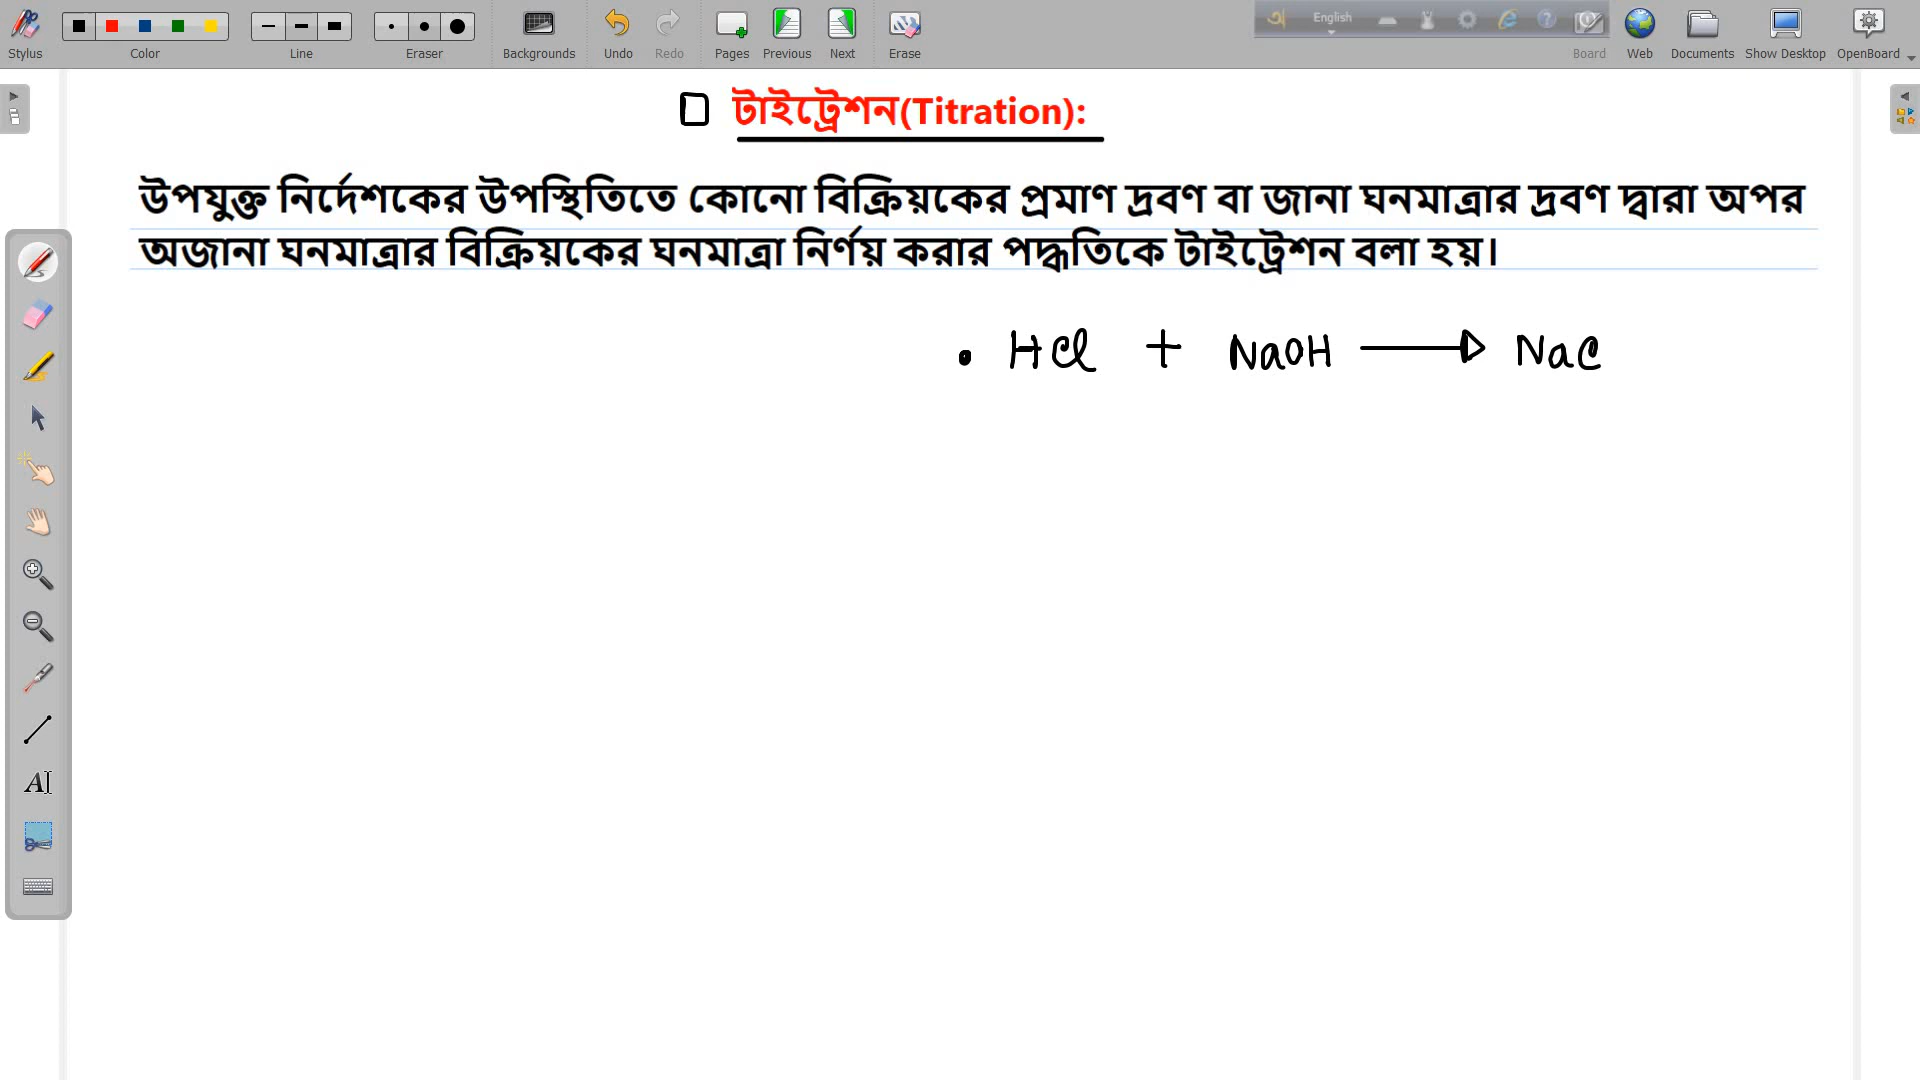 Stylus Color Line Eraser Backgrounds Undo Redo Pages Previous Next Erase Board Web Documents Show Desktop OpenBoard
অ English
টাইট্রেশন(Titration):
উপযুক্ত নির্দেশকের উপস্থিতিতে কোনো বিক্রিয়কের প্রমাণ দ্রবণ বা জানা ঘনমাত্রার দ্রবণ দ্বারা অপর
অজানা ঘনমাত্রার বিক্রিয়কের ঘনমাত্রা নির্ণয় করার পদ্ধতিকে টাইট্রেশন বলা হয়।
• HCl + NaOH → NaC